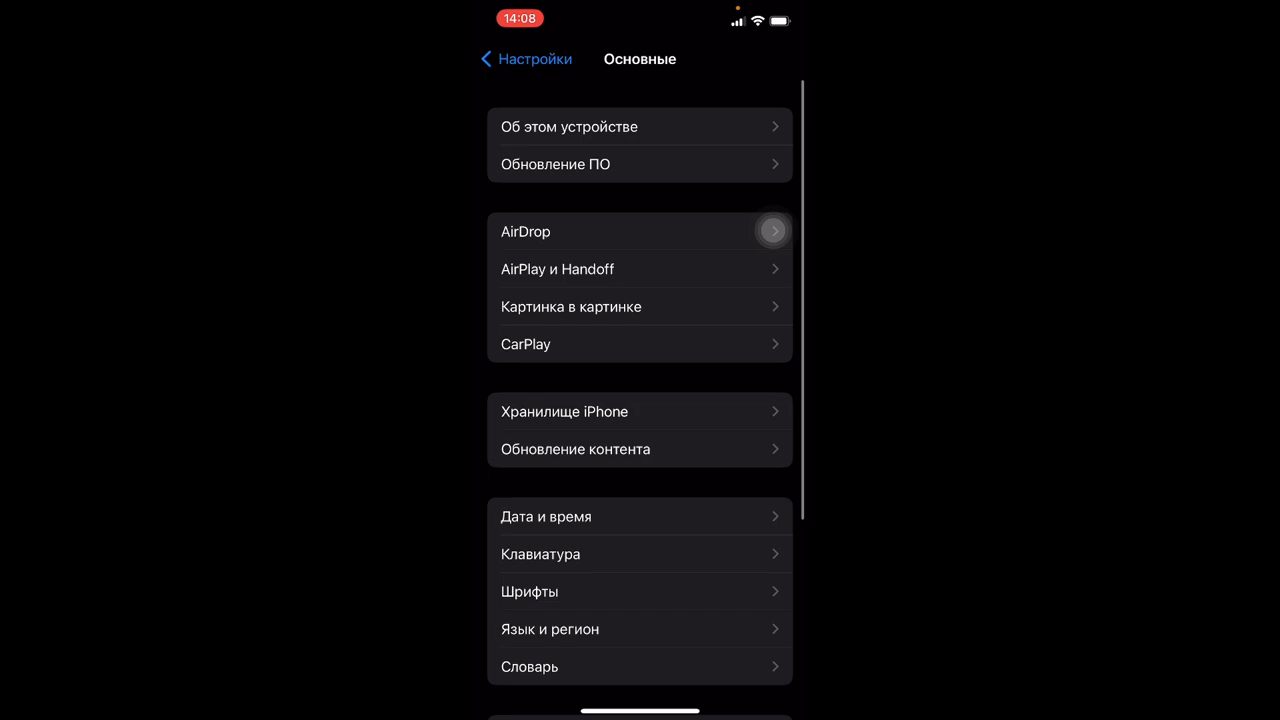 14:08
Настройки
Основные
Об этом устройстве
Обновление ПО
AirDrop
AirPlay и Handoff
Картинка в картинке
CarPlay
Хранилище iPhone
Обновление контента
Дата и время
Клавиатура
Шрифты
Язык и регион
Словарь